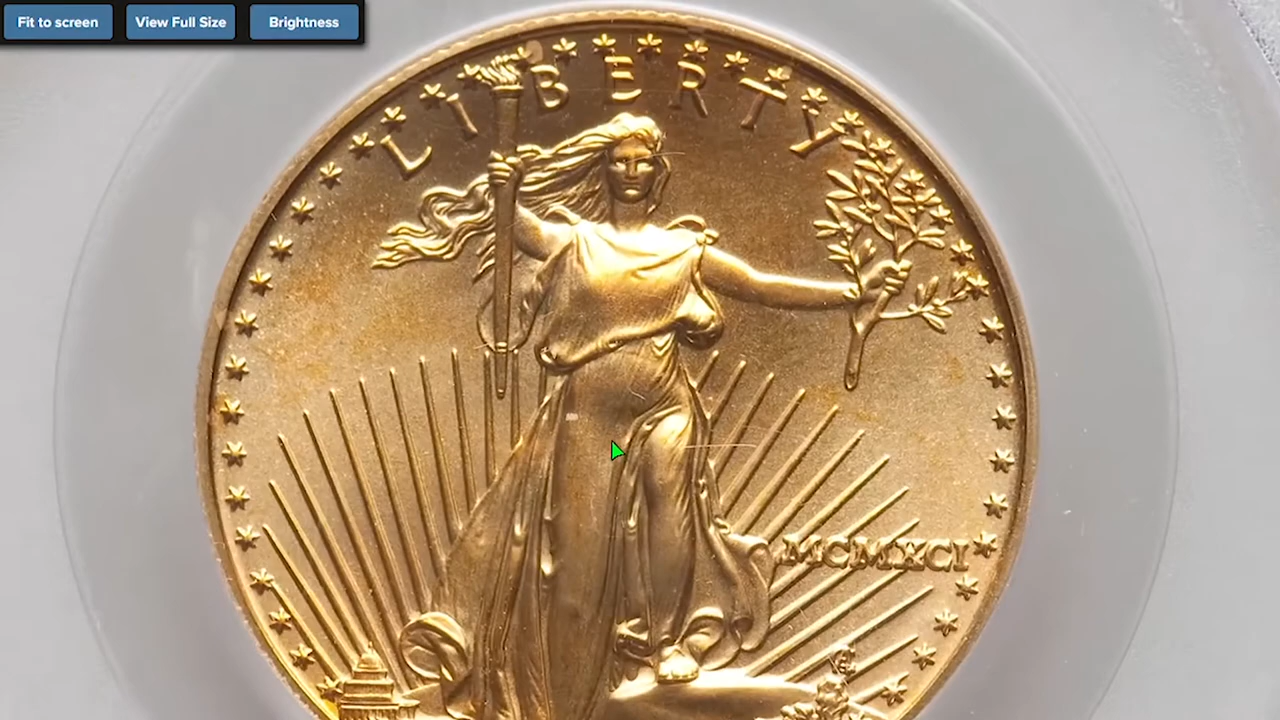 Fit to screen
View Full Size
Brightness
LIBERTY
MCMXCI